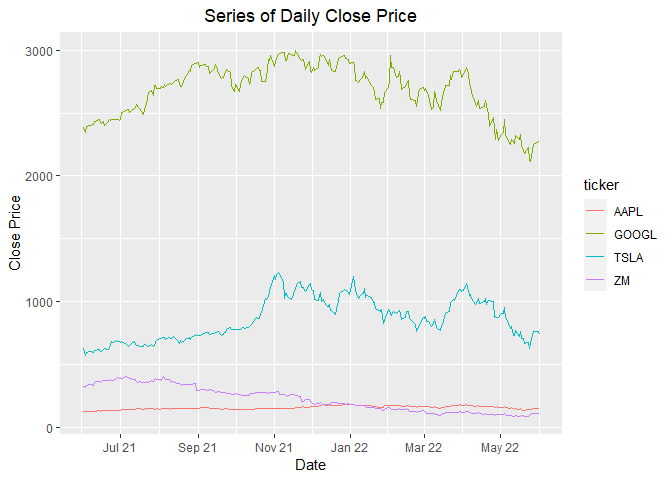 Series of Daily Close Price
3000
2000
1000
0
Close Price
Jul 21
Sep 21
Nov 21
Jan 22
Mar 22
May 22
Date
ticker
AAPL
GOOGL
TSLA
ZM